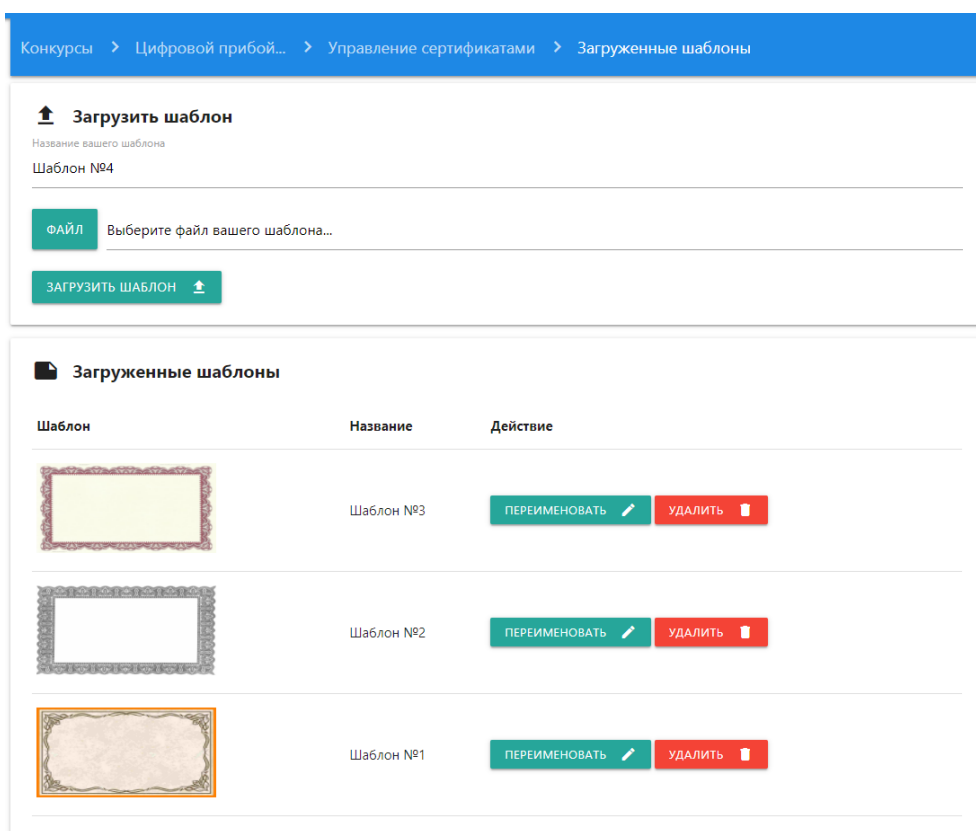 Конкурсы > Цифровой прибой... > Управление сертификатами > Загруженные шаблоны
Загрузить шаблон
Название вашего шаблона
Шаблон №4
ФАЙЛ Выберите файл вашего шаблона...
ЗАГРУЗИТЬ ШАБЛОН
Загруженные шаблоны
Шаблон Название Действие
Шаблон №3 ПЕРЕИМЕНОВАТЬ УДАЛИТЬ
Шаблон №2 ПЕРЕИМЕНОВАТЬ УДАЛИТЬ
Шаблон №1 ПЕРЕИМЕНОВАТЬ УДАЛИТЬ